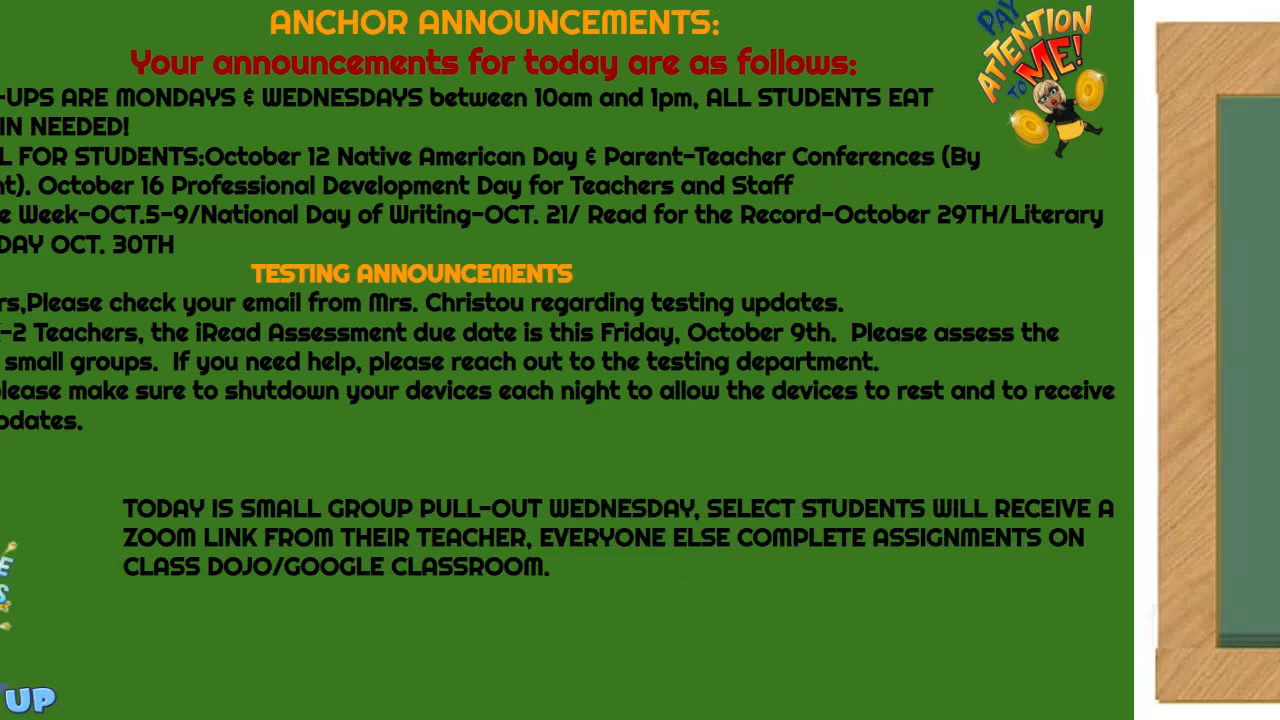 ANCHOR ANNOUNCEMENTS:
Your announcements for today are as follows:
PAY ATTENTION TO ME!
-UPS ARE MONDAYS & WEDNESDAYS between 10am and 1pm, ALL STUDENTS EAT
IN NEEDED!
L FOR STUDENTS:October 12 Native American Day & Parent-Teacher Conferences (By
nt). October 16 Professional Development Day for Teachers and Staff
e Week-OCT.5-9/National Day of Writing-OCT. 21/ Read for the Record-October 29TH/Literary
DAY OCT. 30TH
TESTING ANNOUNCEMENTS
rs,Please check your email from Mrs. Christou regarding testing updates.
-2 Teachers, the iRead Assessment due date is this Friday, October 9th. Please assess the
small groups. If you need help, please reach out to the testing department.
please make sure to shutdown your devices each night to allow the devices to rest and to receive
pdates.
TODAY IS SMALL GROUP PULL-OUT WEDNESDAY, SELECT STUDENTS WILL RECEIVE A
ZOOM LINK FROM THEIR TEACHER, EVERYONE ELSE COMPLETE ASSIGNMENTS ON
CLASS DOJO/GOOGLE CLASSROOM.
E
S
UP